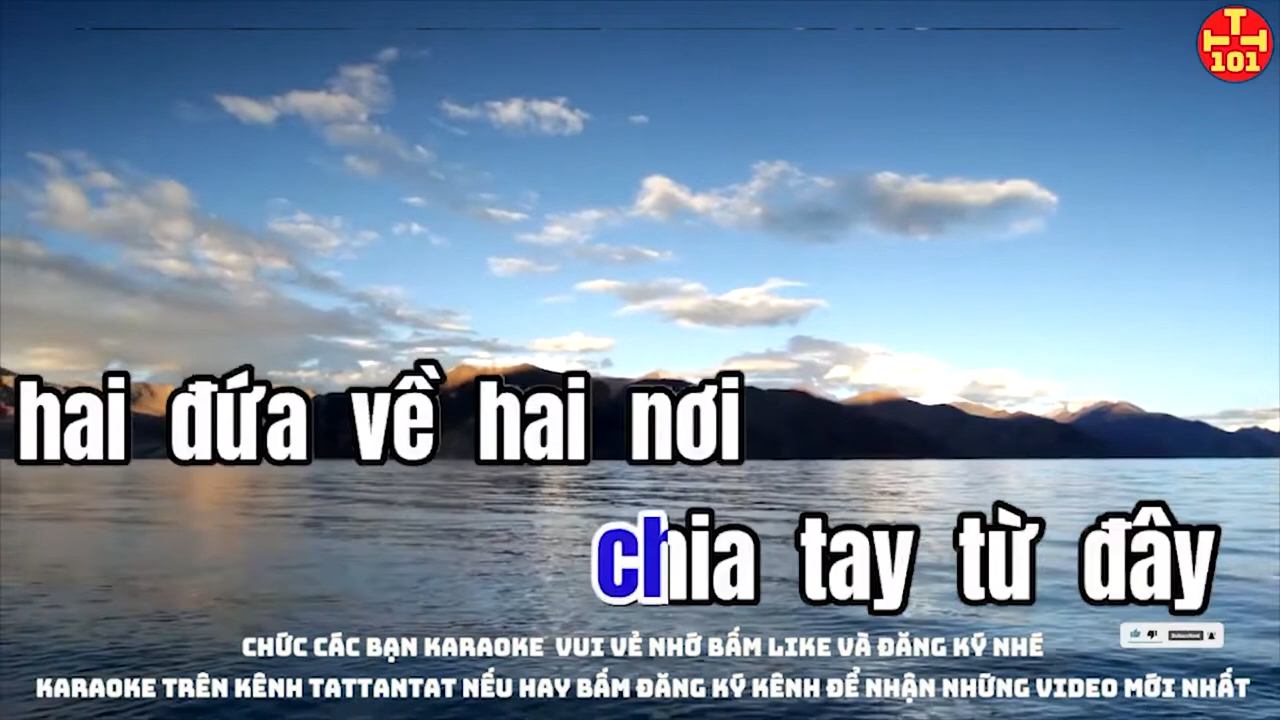 T
TT
101
hai đứa về hai nơi
chia tay từ đây
CHÚC CÁC BẠN KARAOKE VUI VẺ NHỚ BẤM LIKE VÀ ĐĂNG KÝ NHÉ
Subscribed
KARAOKE TRÊN KÊNH TATTANTAT NẾU HAY BẤM ĐĂNG KÝ KÊNH ĐỂ NHẬN NHỮNG VIDEO MỚI NHẤT